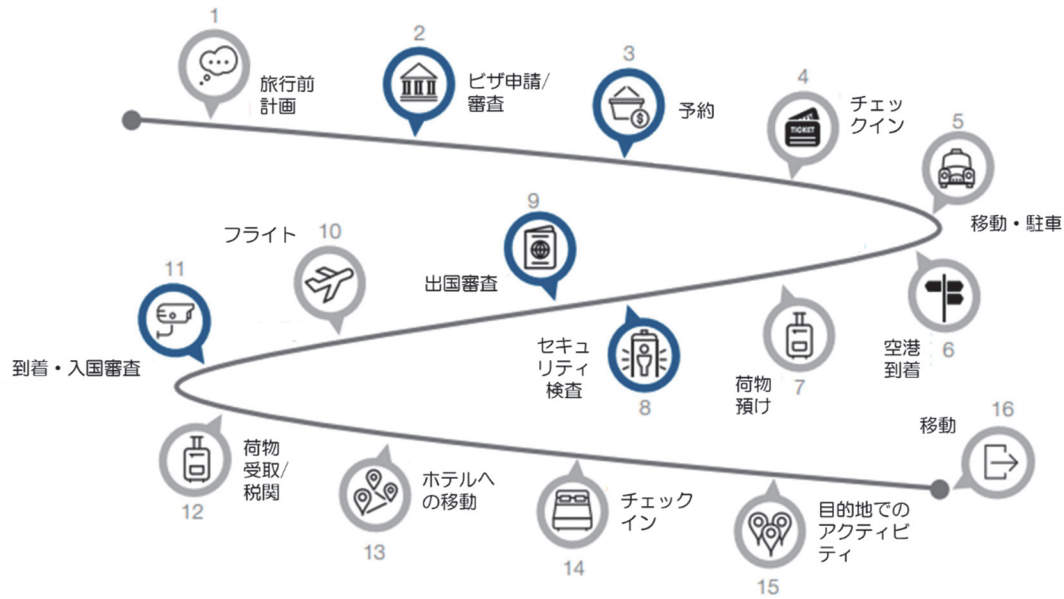 1
旅行前
計画
2
ビザ申請/
審査
3
予約
4
TICKET
チェッ
クイン
5
移動・駐車
6
空港
到着
7
荷物
預け
8
セキュ
リティ
検査
9
出国審査
10
フライト
11
到着・入国審査
12
荷物
受取/
税関
13
ホテルへ
の移動
14
チェック
イン
15
目的地での
アクティビ
ティ
16
移動